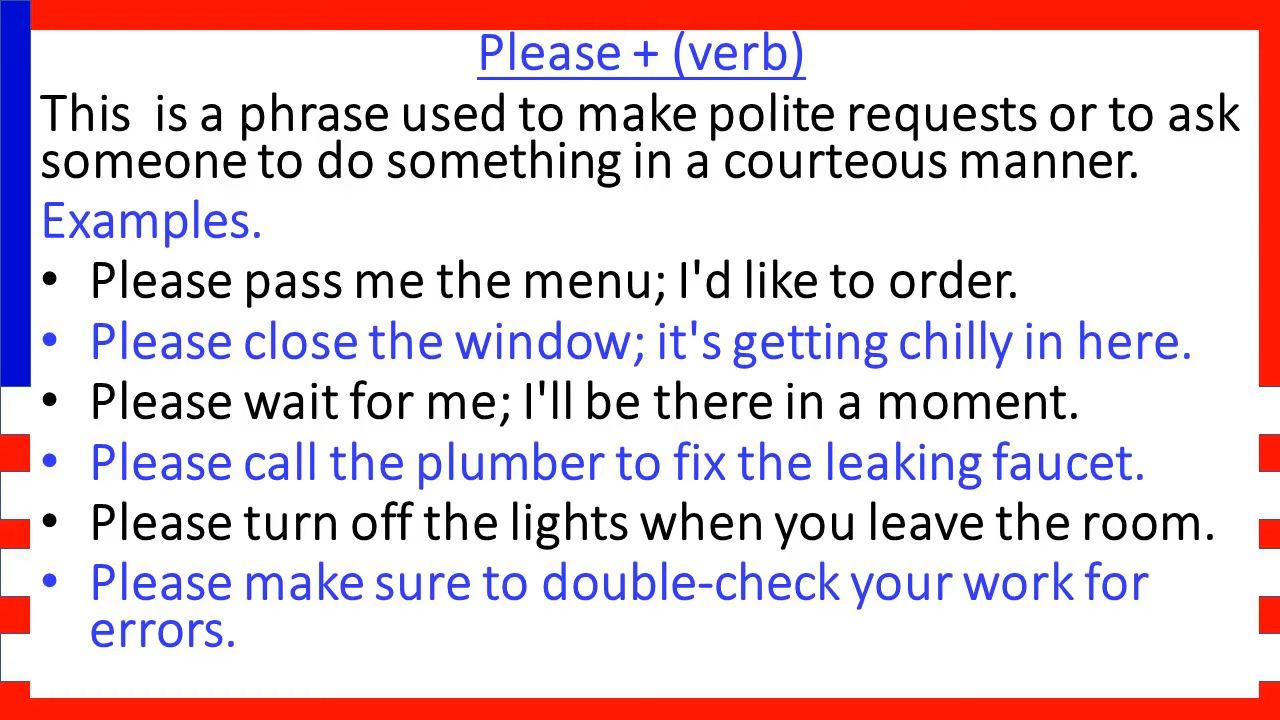 Please + (verb)
This  is a phrase used to make polite requests or to ask
someone to do something in a courteous manner.
Examples.
• Please pass me the menu; I'd like to order.
• Please close the window; it's getting chilly in here.
• Please wait for me; I'll be there in a moment.
• Please call the plumber to fix the leaking faucet.
• Please turn off the lights when you leave the room.
• Please make sure to double-check your work for
errors.